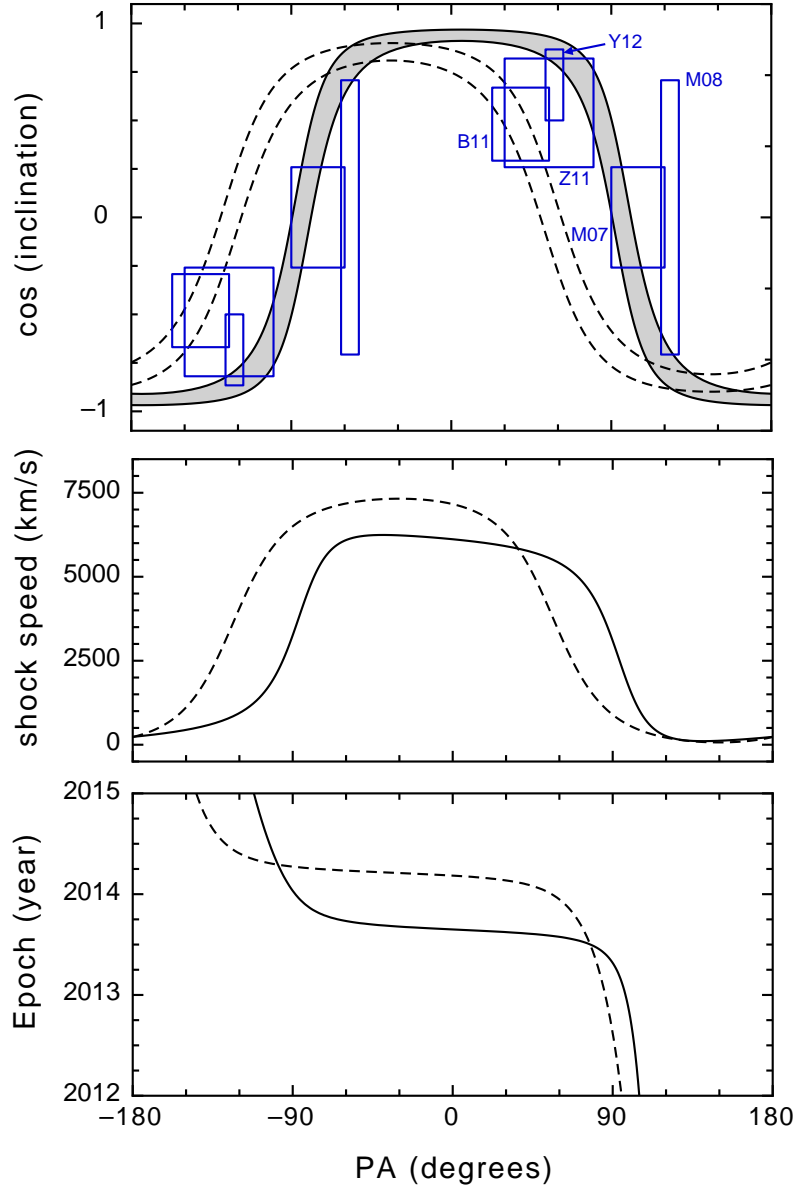 1
Y12
M08
B11
Z11
cos (inclination)
0
M07
−1
7500
shock speed (km/s)
5000
2500
0
2015
Epoch (year)
2014
2013
2012
−180 −90 0 90 180
PA (degrees)